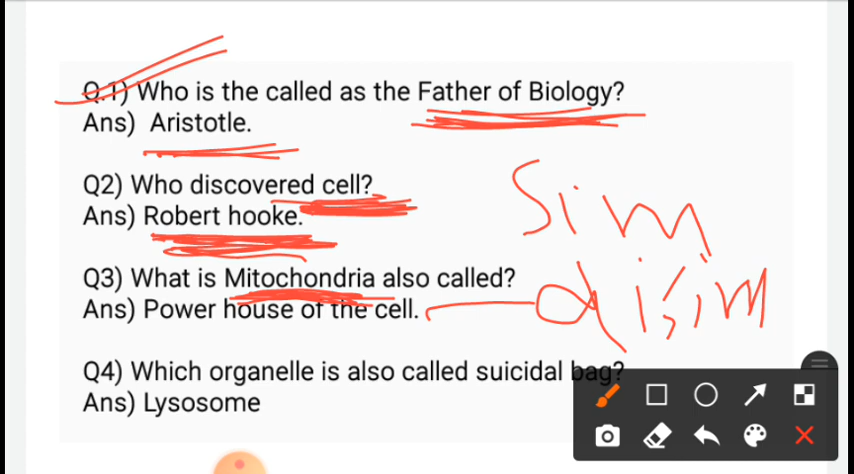 Q.1) Who is the called as the Father of Biology?
Ans) Aristotle.
Q2) Who discovered cell?
Ans) Robert hooke.
Q3) What is Mitochondria also called?
Ans) Power house of the cell.
Q4) Which organelle is also called suicidal bag?
Ans) Lysosome
Sim